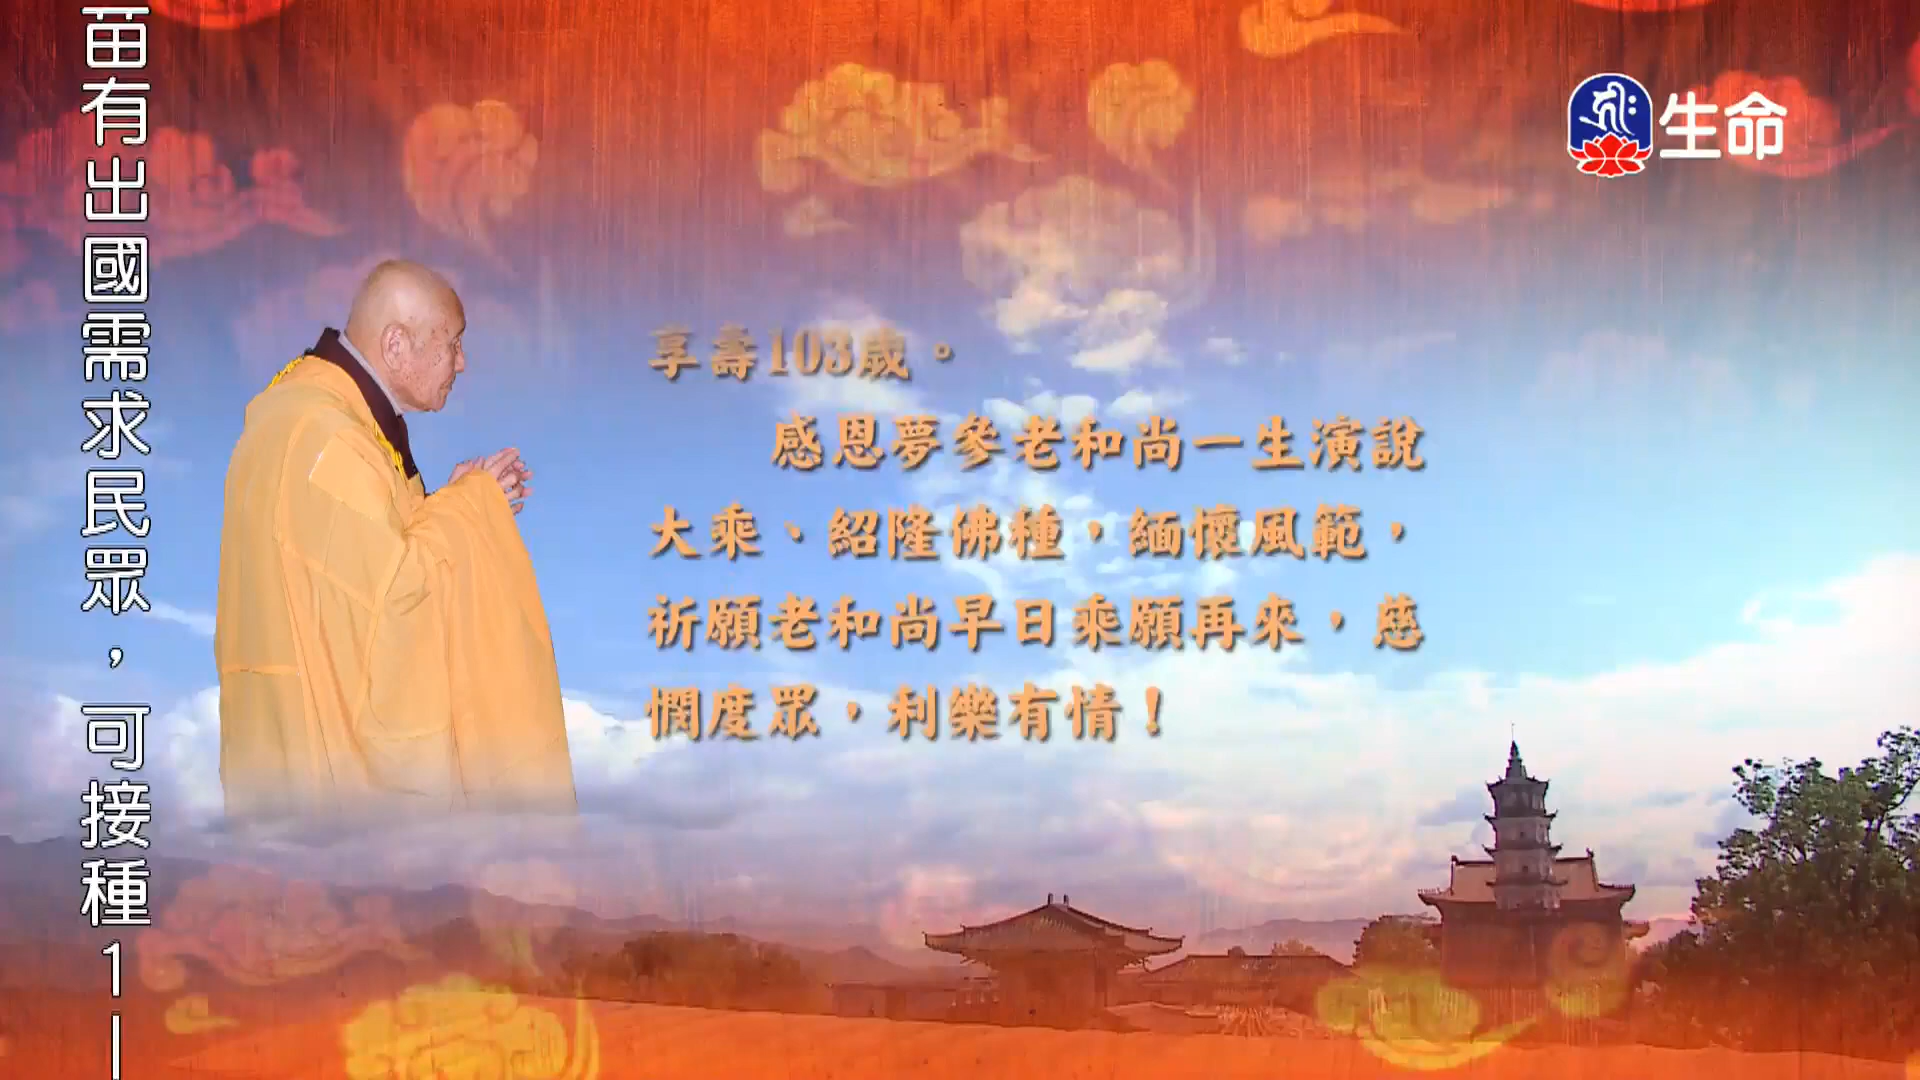 苗有出國需求民眾，可接種1
生命
享壽103歲。
感恩夢參老和尚一生演說
大乘、紹隆佛種，緬懷風範，
祈願老和尚早日乘願再來，慈
憫度眾，利樂有情！